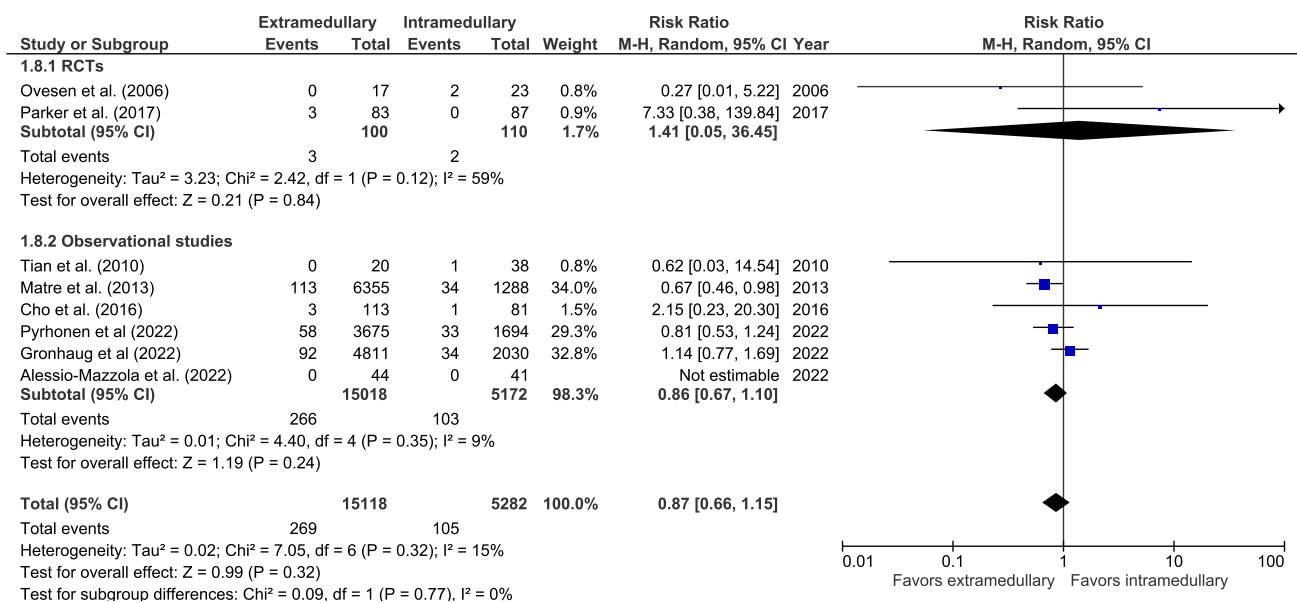 Extramedullary Intramedullary Risk Ratio Risk Ratio
Study or Subgroup Events Total Events Total Weight M-H, Random, 95% CI Year M-H, Random, 95% CI
1.8.1 RCTs
Ovesen et al. (2006) 0 17 2 23 0.8% 0.27 [0.01, 5.22] 2006
Parker et al. (2017) 3 83 0 87 0.9% 7.33 [0.38, 139.84] 2017
Subtotal (95% CI) 100 110 1.7% 1.41 [0.05, 36.45]
Total events 3 2
Heterogeneity: Tau² = 3.23; Chi² = 2.42, df = 1 (P = 0.12); I² = 59%
Test for overall effect: Z = 0.21 (P = 0.84)
1.8.2 Observational studies
Tian et al. (2010) 0 20 1 38 0.8% 0.62 [0.03, 14.54] 2010
Matre et al. (2013) 113 6355 34 1288 34.0% 0.67 [0.46, 0.98] 2013
Cho et al. (2016) 3 113 1 81 1.5% 2.15 [0.23, 20.30] 2016
Pyrhonen et al (2022) 58 3675 33 1694 29.3% 0.81 [0.53, 1.24] 2022
Gronhaug et al (2022) 92 4811 34 2030 32.8% 1.14 [0.77, 1.69] 2022
Alessio-Mazzola et al. (2022) 0 44 0 41 Not estimable 2022
Subtotal (95% CI) 15018 5172 98.3% 0.86 [0.67, 1.10]
Total events 266 103
Heterogeneity: Tau² = 0.01; Chi² = 4.40, df = 4 (P = 0.35); I² = 9%
Test for overall effect: Z = 1.19 (P = 0.24)
Total (95% CI) 15118 5282 100.0% 0.87 [0.66, 1.15]
Total events 269 105
Heterogeneity: Tau² = 0.02; Chi² = 7.05, df = 6 (P = 0.32); I² = 15%
Test for overall effect: Z = 0.99 (P = 0.32)
Test for subgroup differences: Chi² = 0.09, df = 1 (P = 0.77), I² = 0%
0.01 0.1 1 10 100
Favors extramedullary Favors intramedullary